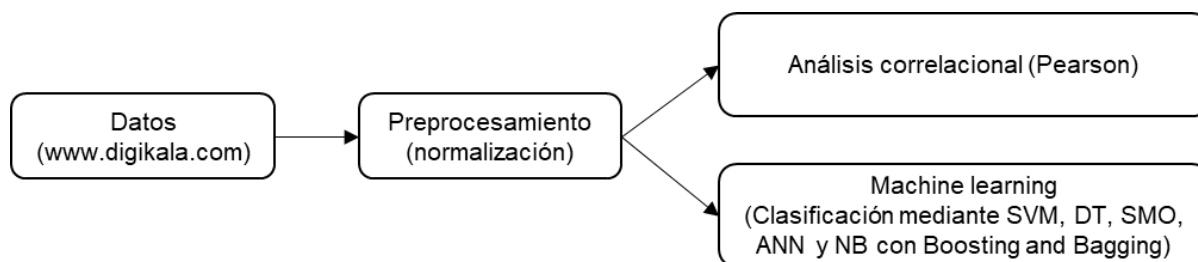 Datos
(www.digikala.com)
Preprocesamiento
(normalización)
Análisis correlacional (Pearson)
Machine learning
(Clasificación mediante SVM, DT, SMO,
ANN y NB con Boosting and Bagging)